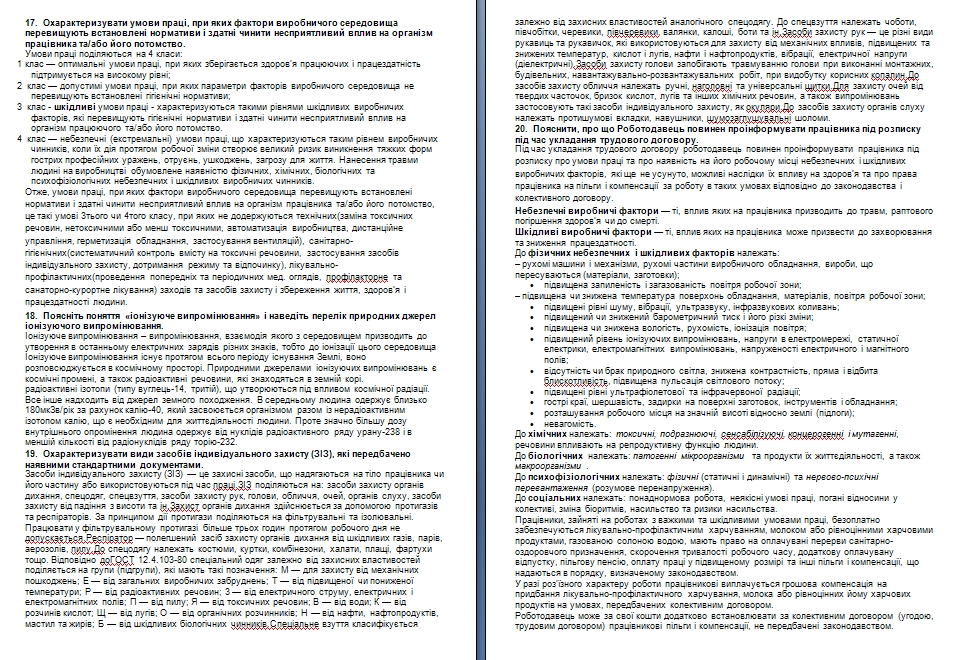 17. Охарактеризувати умови праці, при яких фактори виробничого середовища
перевищують встановлені нормативи і здатні чинити несприятливий вплив на організм
працівника та/або його потомство.
Умови праці поділяються на 4 класи:
1 клас — оптимальні умови праці, при яких зберігається здоров'я працюючих і працездатність
підтримується на високому рівні;
2 клас — допустимі умови праці, при яких параметри факторів виробничого середовища не
перевищують встановлені гігієнічні нормативи;
3 клас - шкідливі умови праці - характеризуються такими рівнями шкідливих виробничих
факторів, які перевищують гігієнічні нормативи і здатні чинити несприятливий вплив на
організм працюючого та/або його потомство.
4 клас — небезпечні (екстремальні) умови праці, що характеризуються таким рівнем виробничих
чинників, коли їх дія протягом робочої зміни створює великий ризик виникнення тяжких форм
гострих професійних уражень, отруєнь, ушкоджень, загрозу для життя. Нанесення травми
людині на виробництві обумовлене наявністю фізичних, хімічних, біологічних та
психофізіологічних небезпечних і шкідливих виробничих чинників.
Отже, умови праці, при яких фактори виробничого середовища перевищують встановлені
нормативи и здатні чинити несприятливий вплив на організм працівника та/або його потомство,
це такі умові 3тього чи 4того класу, при яких не додержуються технічних(заміна токсичних
речовин, нетоксичними або менш токсичними, автоматизація виробництва, дистанційне
управління, герметизація обладнання, застосування вентиляції), санітарно-
гігієнічних(систематичний контроль вмісту на токсичні речовини, застосування засобів
індивідуального захисту, дотримання режиму та відпочинку), лікувально-
профілактичних(проведення попередніх та періодичних мед. оглядів, профілакторне та
санаторно-курортне лікування) заходів та засобів захисту і збереження життя, здоров'я і
працездатності людини.
18. Поясніть поняття «іонізуюче випромінювання» і наведіть перелік природних джерел
іонізуючого випромінювання.
Іонізуюче випромінювання – випромінювання, взаємодія якого з середовищем призводить до
утворення в останньому електричних зарядів різних знаків, тобто до іонізації цього середовища
Іонізуюче випромінювання існує протягом всього періоду існування Землі, воно
розповсюджується в космічному просторі. Природними джерелами іонізуючих випромінювань є
космічні промені, а також радіоактивні речовини, які знаходяться в земній корі.
радіоактивні ізотопи (типу вуглець-14, тритій), що утворюються під впливом космічної радіації.
Все інше надходить від джерел земного походження. В середньому людина одержує близько
180мкЗв/рік за рахунок калію-40, який засвоюється організмом разом із нерадіоактивним
ізотопом калію, що є необхідним для життєдіяльності людини. Проте значно більшу дозу
внутрішнього опромінення людина одержує від нуклідів радіоактивного ряду урану-238 і в
меншій кількості від радіонуклідів ряду торію-232.
19. Охарактеризувати види засобів індивідуального захисту (ЗІЗ), які передбачено
наявними стандартними документами.
Засоби індивідуального захисту (ЗІЗ) — це захисні засоби, що надягаються на тіло працівника чи
його частину або використовуються під час праці.ЗІЗ поділяються на: засоби захисту органів
дихання, спецодяг, спецвзуття, засоби захисту рук, голови, обличчя, очей, органів слуху, засоби
захисту від падіння з висоти та ін.Захист органів дихання здійснюється за допомогою протигазів
та респіраторів. За принципом дії протигази поділяються на фільтрувальні та ізолювальні.
Працювати у фільтрувальному протигазі більше трьох годин протягом робочого дня не
допускається.Респіратор — полегшений засіб захисту органів дихання від шкідливих газів, парів,
аерозолів, пилу.До спецодягу належать костюми, куртки, комбінезони, халати, плащі, фартухи
тощо. Відповідно доГОСТ 12.4.103-80 спеціальний одяг залежно від захисних властивостей
поділяється на групи (підгрупи), які мають такі позначення: М — для захисту від механічних
пошкоджень; Е — від загальних виробничих забруднень; Т — від підвищеної чи пониженої
температури; Р — від радіоактивних речовин; З — від електричного струму, електричних і
електромагнітних полів; П — від пилу; Я — від токсичних речовин; В — від води; К — від
розчинів кислот; Щ — від лугів; О — від органічних розчинників; Н — від нафти, нафтопродуктів,
мастил та жирів; Б — від шкідливих біологічних чинників.Спеціальне взуття класифікується
залежно від захисних властивостей аналогічного спецодягу. До спецвзуття належать чоботи,
півчобітки, черевики, півчеревики, валянки, калоші, боти та ін.Засоби захисту рук — це різні види
рукавиць та рукавичок, які використовуються для захисту від механічних впливів, підвищених та
знижених температур, кислот і лугів, нафти і нафтопродуктів, вібрації, електричної напруги
(діелектричні).Засоби захисту голови запобігають травмуванню голови при виконанні монтажних,
будівельних, навантажувально-розвантажувальних робіт, при видобутку корисних копалин.До
засобів захисту обличчя належать ручні, наголовні та універсальні щитки.Для захисту очей від
твердих часточок, бризок кислот, лугів та інших хімічних речовин, а також випромінювань
застосовують такі засоби індивідуального захисту, як окуляри.До засобів захисту органів слуху
належать протишумові вкладки, навушники, шумозаглушувальні шоломи.
20. Пояснити, про що Роботодавець повинен проінформувати працівника під розписку
під час укладання трудового договору.
Під час укладання трудового договору роботодавець повинен проінформувати працівника під
розписку про умови праці та про наявність на його робочому місці небезпечних і шкідливих
виробничих факторів, які ще не усунуто, можливі наслідки їх впливу на здоров'я та про права
працівника на пільги і компенсації за роботу в таких умовах відповідно до законодавства і
колективного договору.
Небезпечні виробничі фактори — ті, вплив яких на працівника призводить до травм, раптового
погіршення здоров'я чи до смерті.
Шкідливі виробничі фактори — ті, вплив яких на працівника може призвести до захворювання
та зниження працездатності.
До фізичних небезпечних і шкідливих факторів належать:
– рухомі машини і механізми, рухомі частини виробничого обладнання, вироби, що
пересуваються (матеріали, заготовки);
• підвищена запиленість і загазованість повітря робочої зони;
– підвищена чи знижена температура поверхонь обладнання, матеріалів, повітря робочої зони;
• підвищені рівні шуму, вібрації, ультразвуку, інфразвукових коливань;
• підвищений чи знижений барометричний тиск і його різкі зміни;
• підвищена чи знижена вологість, рухомість, іонізація повітря;
• підвищений рівень іонізуючих випромінювань, напруги в електромережі, статичної
електрики, електромагнітних випромінювань, напруженості електричного і магнітного
полів;
• відсутність чи брак природного світла, знижена контрастність, пряма і відбита
блискотливість, підвищена пульсація світлового потоку;
• підвищені рівні ультрафіолетової та інфрачервоної радіації;
• гострі краї, шершавість, задирки на поверхні заготовок, інструментів і обладнання;
• розташування робочого місця на значній висоті відносно землі (підлоги);
• невагомість.
До хімічних належать: токсичні, подразнюючі, сенсабілізуючі, концерогенні і мутагенні,
речовини впливають на репродуктивну функцію людини.
До біологічних належать: патогенні мікроорганізми та продукти їх життєдіяльності, а також
макроорганізми .
До психофізіологічних належать: фізичні (статичні і динамічні) та нервово-психічні
перевантаження (розумове перенапруження).
До соціальних належать: понаднормова робота, неякісні умові праці, погані відносини у
колективі, зміна біоритмів, насильство та ризики насильства.
Працівники, зайняті на роботах з важкими та шкідливими умовами праці, безоплатно
забезпечуються лікувально-профілактичним харчуванням, молоком або рівноцінними харчовими
продуктами, газованою солоною водою, мають право на оплачувані перерви санітарно-
оздоровчого призначення, скорочення тривалості робочого часу, додаткову оплачувану
відпустку, пільгову пенсію, оплату праці у підвищеному розмірі та інші пільги і компенсації, що
надаються в порядку, визначеному законодавством.
У разі роз'їзного характеру роботи працівникові виплачується грошова компенсація на
придбання лікувально-профілактичного харчування, молока або рівноцінних йому харчових
продуктів на умовах, передбачених колективним договором.
Роботодавець може за свої кошти додатково встановлювати за колективним договором (угодою,
трудовим договором) працівникові пільги і компенсації, не передбачені законодавством.